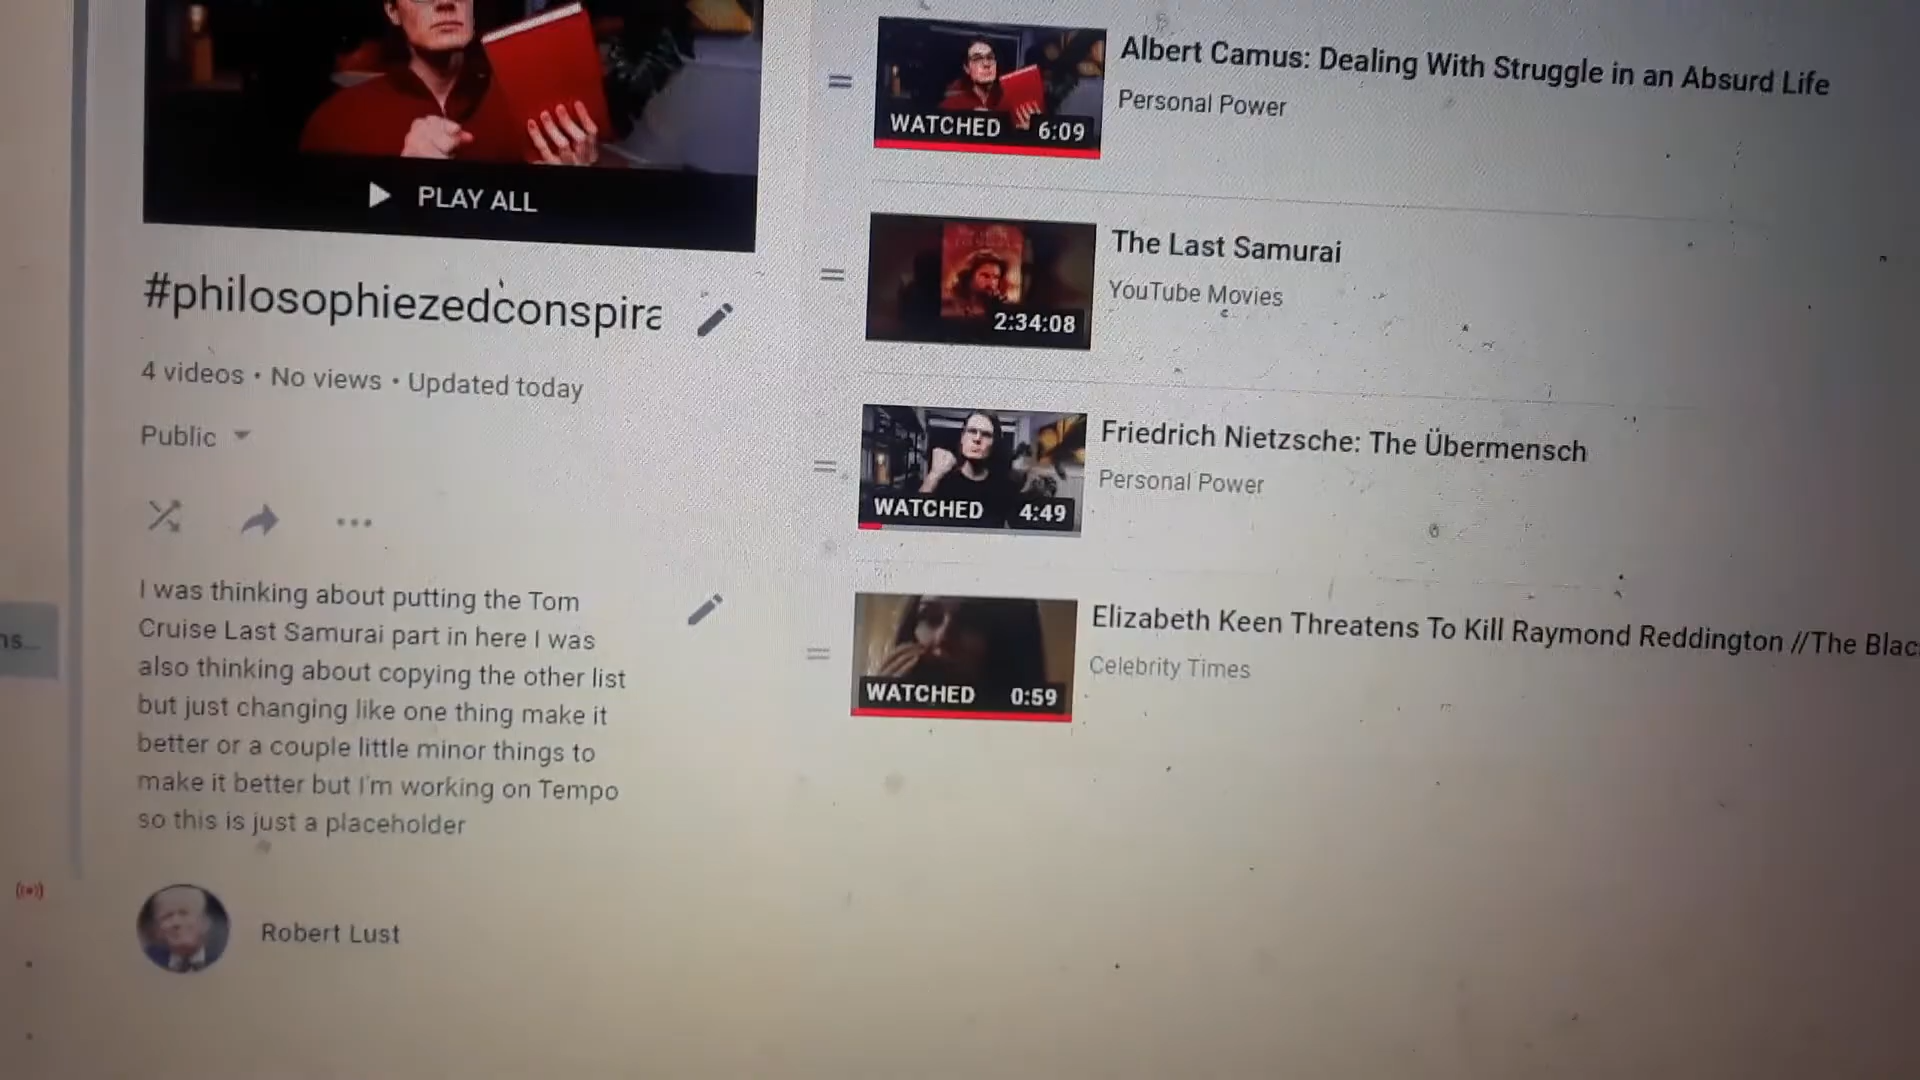 PLAY ALL
#philosophiezedconspira
4 videos • No views • Updated today
Public
I was thinking about putting the Tom
Cruise Last Samurai part in here I was
also thinking about copying the other list
but just changing like one thing make it
better or a couple little minor things to
make it better but I'm working on Tempo
so this is just a placeholder
Robert Lust
ns...
WATCHED 6:09
Albert Camus: Dealing With Struggle in an Absurd Life
Personal Power
2:34:08
The Last Samurai
YouTube Movies
WATCHED 4:49
Friedrich Nietzsche: The Übermensch
Personal Power
WATCHED 0:59
Elizabeth Keen Threatens To Kill Raymond Reddington //The Blac
Celebrity Times